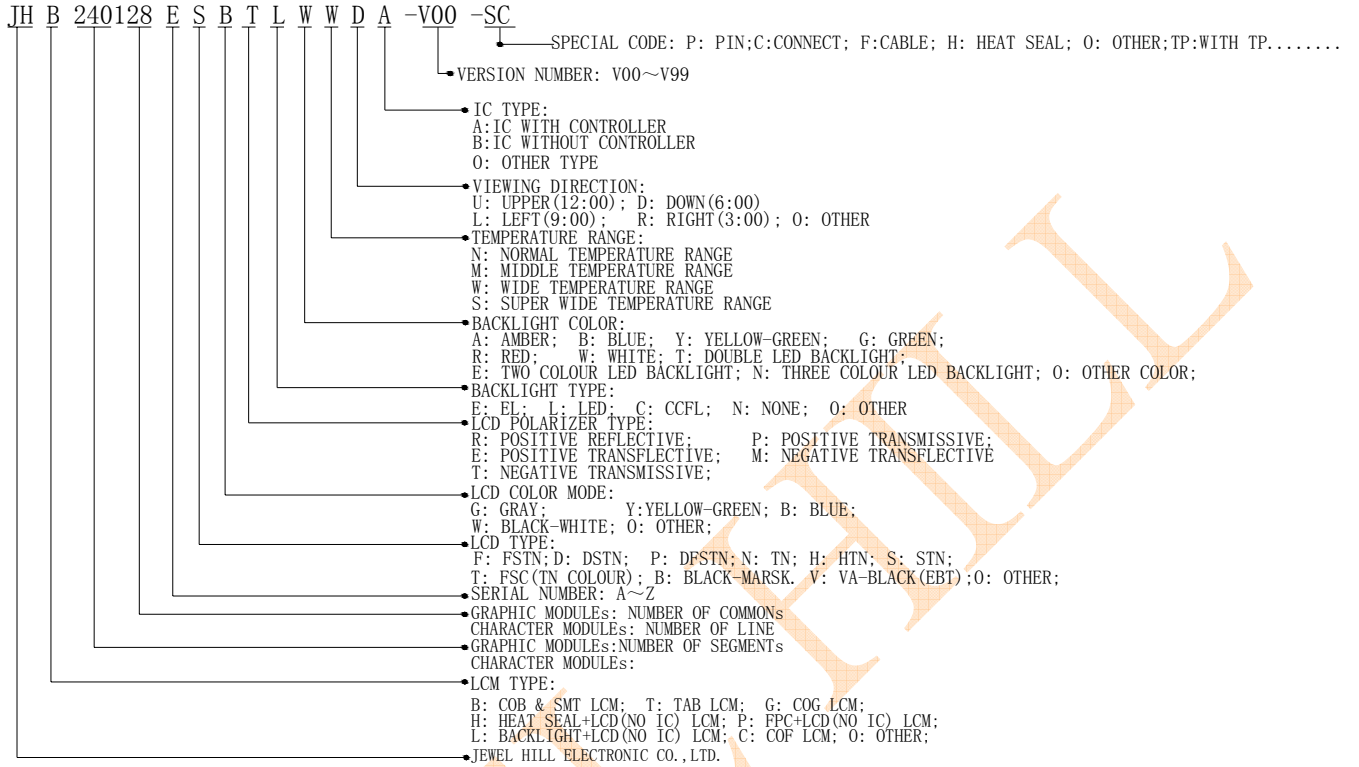 JH B 240128 E S B T L W W D A -V00 -SC
SPECIAL CODE: P: PIN;C:CONNECT; F:CABLE; H: HEAT SEAL; O: OTHER;TP:WITH TP........
VERSION NUMBER: V00～V99
IC TYPE:
A:IC WITH CONTROLLER
B:IC WITHOUT CONTROLLER
O: OTHER TYPE
VIEWING DIRECTION:
U: UPPER(12:00); D: DOWN(6:00)
L: LEFT(9:00); R: RIGHT(3:00); O: OTHER
TEMPERATURE RANGE:
N: NORMAL TEMPERATURE RANGE
M: MIDDLE TEMPERATURE RANGE
W: WIDE TEMPERATURE RANGE
S: SUPER WIDE TEMPERATURE RANGE
BACKLIGHT COLOR:
A: AMBER; B: BLUE; Y: YELLOW-GREEN; G: GREEN;
R: RED; W: WHITE; T: DOUBLE LED BACKLIGHT;
E: TWO COLOUR LED BACKLIGHT; N: THREE COLOUR LED BACKLIGHT; O: OTHER COLOR;
BACKLIGHT TYPE:
E: EL; L: LED; C: CCFL; N: NONE; O: OTHER
LCD POLARIZER TYPE:
R: POSITIVE REFLECTIVE; P: POSITIVE TRANSMISSIVE;
E: POSITIVE TRANSFLECTIVE; M: NEGATIVE TRANSFLECTIVE
T: NEGATIVE TRANSMISSIVE;
LCD COLOR MODE:
G: GRAY; Y:YELLOW-GREEN; B: BLUE;
W: BLACK-WHITE; O: OTHER;
LCD TYPE:
F: FSTN;D: DSTN; P: DFSTN;N: TN; H: HTN; S: STN;
T: FSC(TN COLOUR); B: BLACK-MARSK. V: VA-BLACK(EBT);O: OTHER;
SERIAL NUMBER: A～Z
GRAPHIC MODULEs: NUMBER OF COMMONs
CHARACTER MODULEs: NUMBER OF LINE
GRAPHIC MODULEs:NUMBER OF SEGMENTs
CHARACTER MODULEs:
LCM TYPE:
B: COB & SMT LCM; T: TAB LCM; G: COG LCM;
H: HEAT SEAL+LCD(NO IC) LCM; P: FPC+LCD(NO IC) LCM;
L: BACKLIGHT+LCD(NO IC) LCM; C: COF LCM; O: OTHER;
JEWEL HILL ELECTRONIC CO.,LTD.
HILL